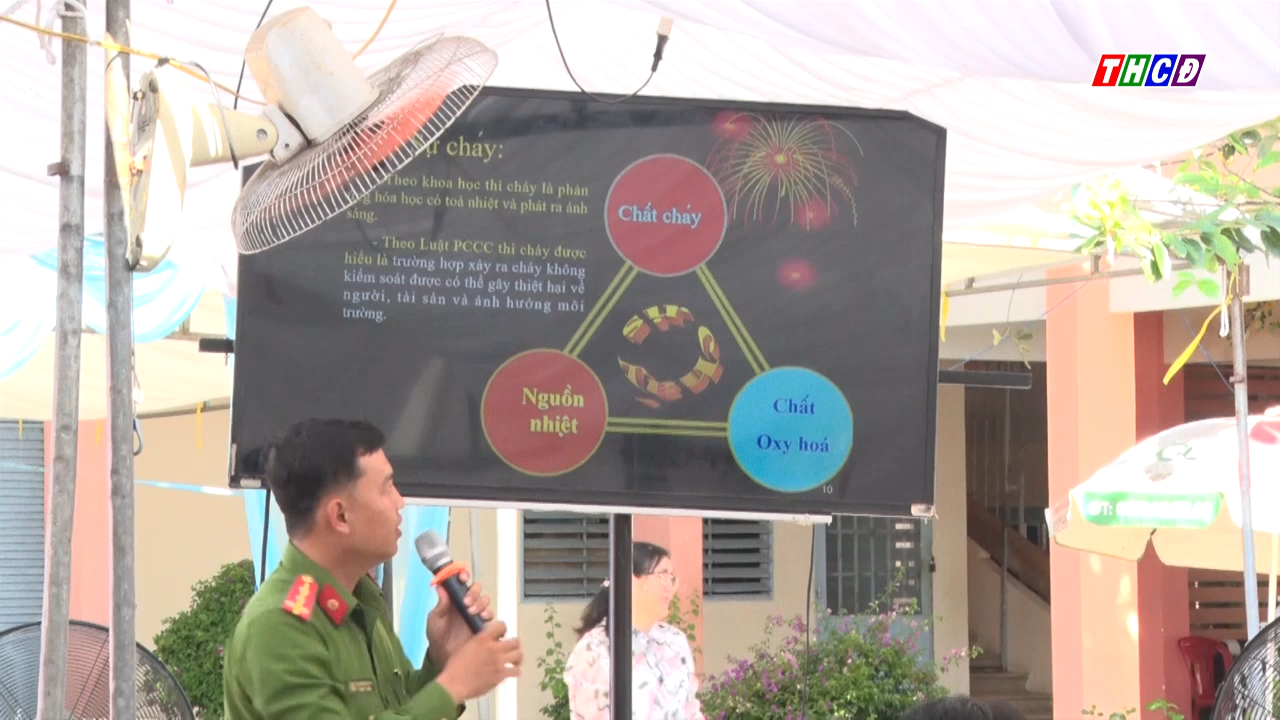 THCĐ
cháy:
Theo khoa học thì cháy là phản
hóa học có toả nhiệt và phát ra ánh
sáng.
- Theo Luật PCCC thì cháy được
hiểu là trường hợp xảy ra cháy không
kiểm soát được có thể gây thiệt hại về
người, tài sản và ảnh hưởng môi
trường.
Chất cháy
Nguồn
nhiệt
Chất
Oxy hoá
10